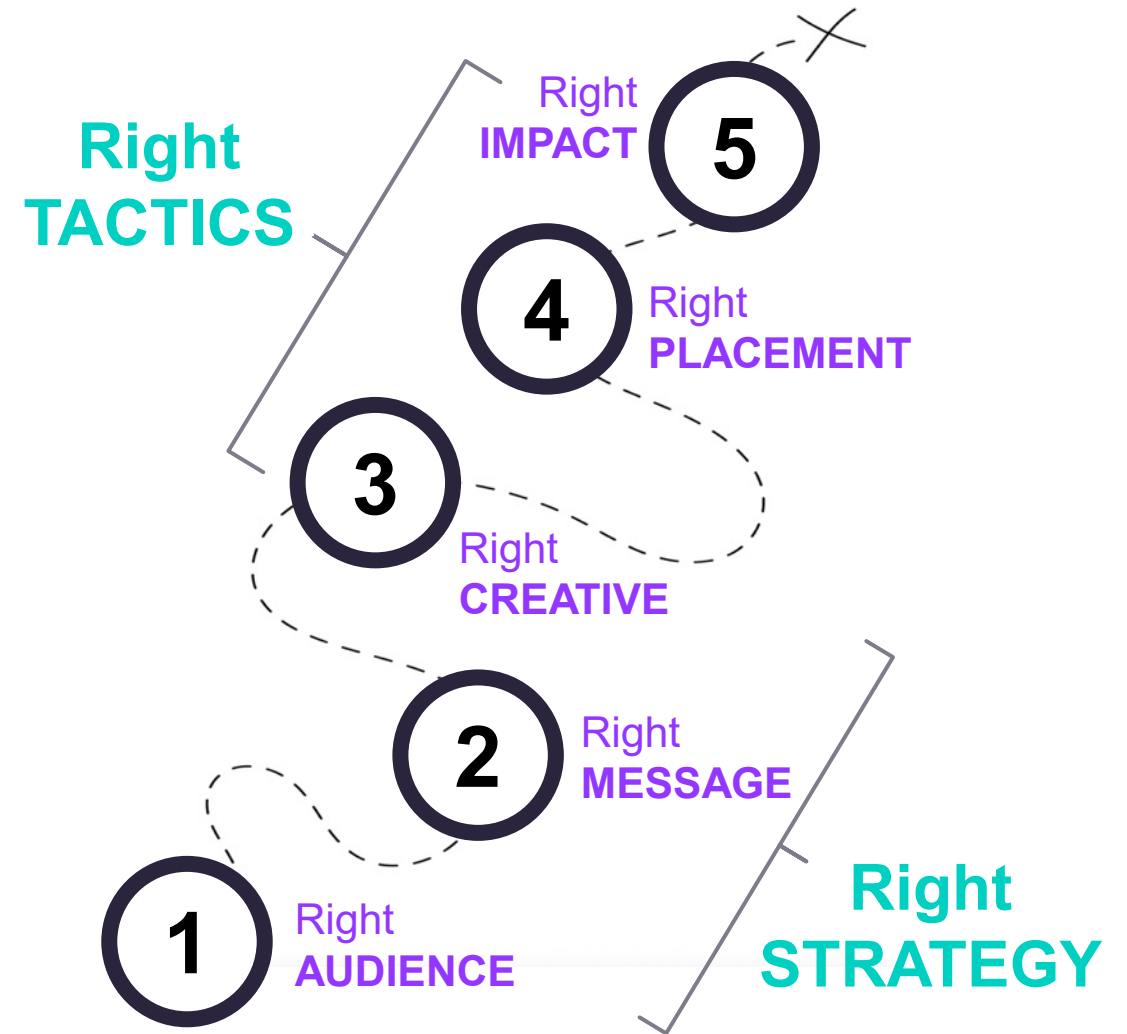 Right
IMPACT
5
Right
TACTICS
4
Right
PLACEMENT
3
Right
CREATIVE
2
Right
MESSAGE
Right
STRATEGY
1
Right
AUDIENCE